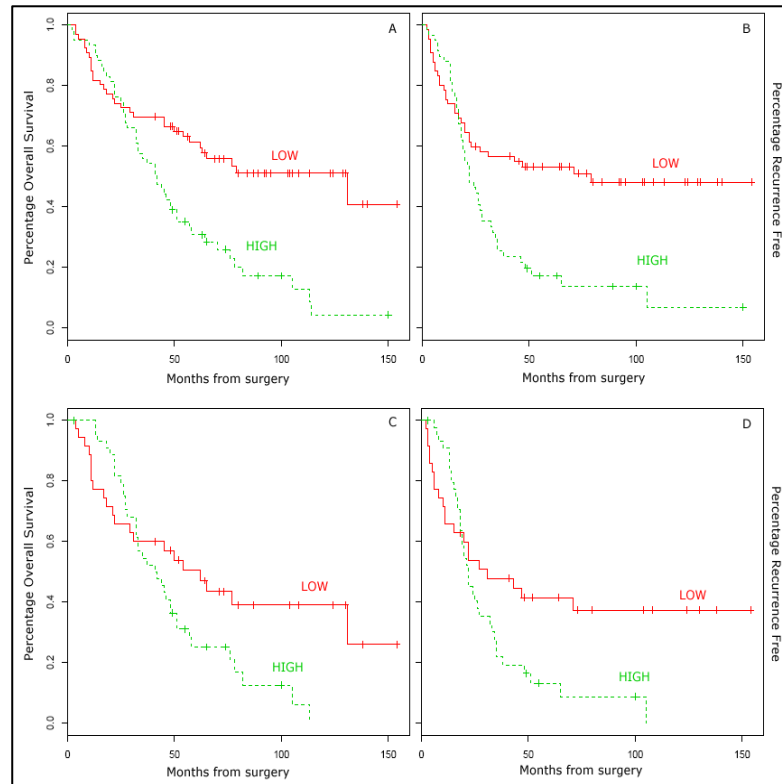 A
B
Percentage Overall Survival
1.0
0.8
0.6
0.4
0.2
0.0
LOW
HIGH
LOW
HIGH
Percentage Recurrence Free
0
50
100
150
0
50
100
150
Months from surgery
Months from surgery
C
D
Percentage Overall Survival
1.0
0.8
0.6
0.4
0.2
0.0
LOW
HIGH
LOW
HIGH
Percentage Recurrence Free
0
50
100
150
0
50
100
150
Months from surgery
Months from surgery